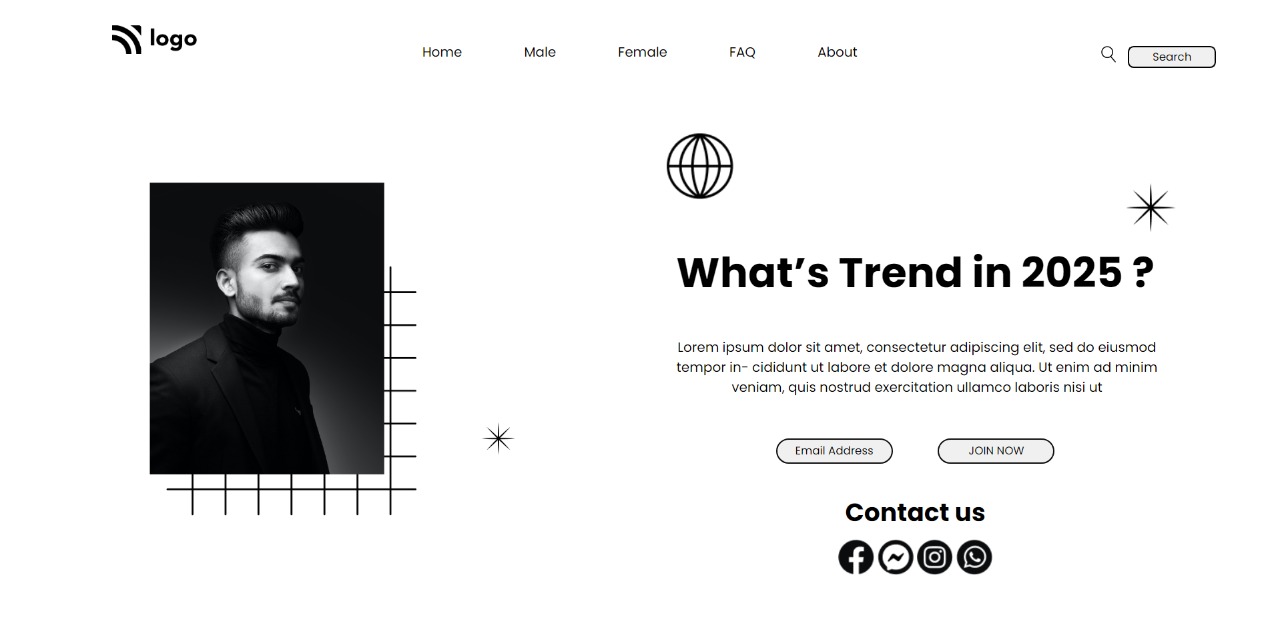 logo
Home Male Female FAQ About
Search
What’s Trend in 2025 ?
Lorem ipsum dolor sit amet, consectetur adipiscing elit, sed do eiusmod
tempor in- cididunt ut labore et dolore magna aliqua. Ut enim ad minim
veniam, quis nostrud exercitation ullamco laboris nisi ut
Email Address JOIN NOW
Contact us